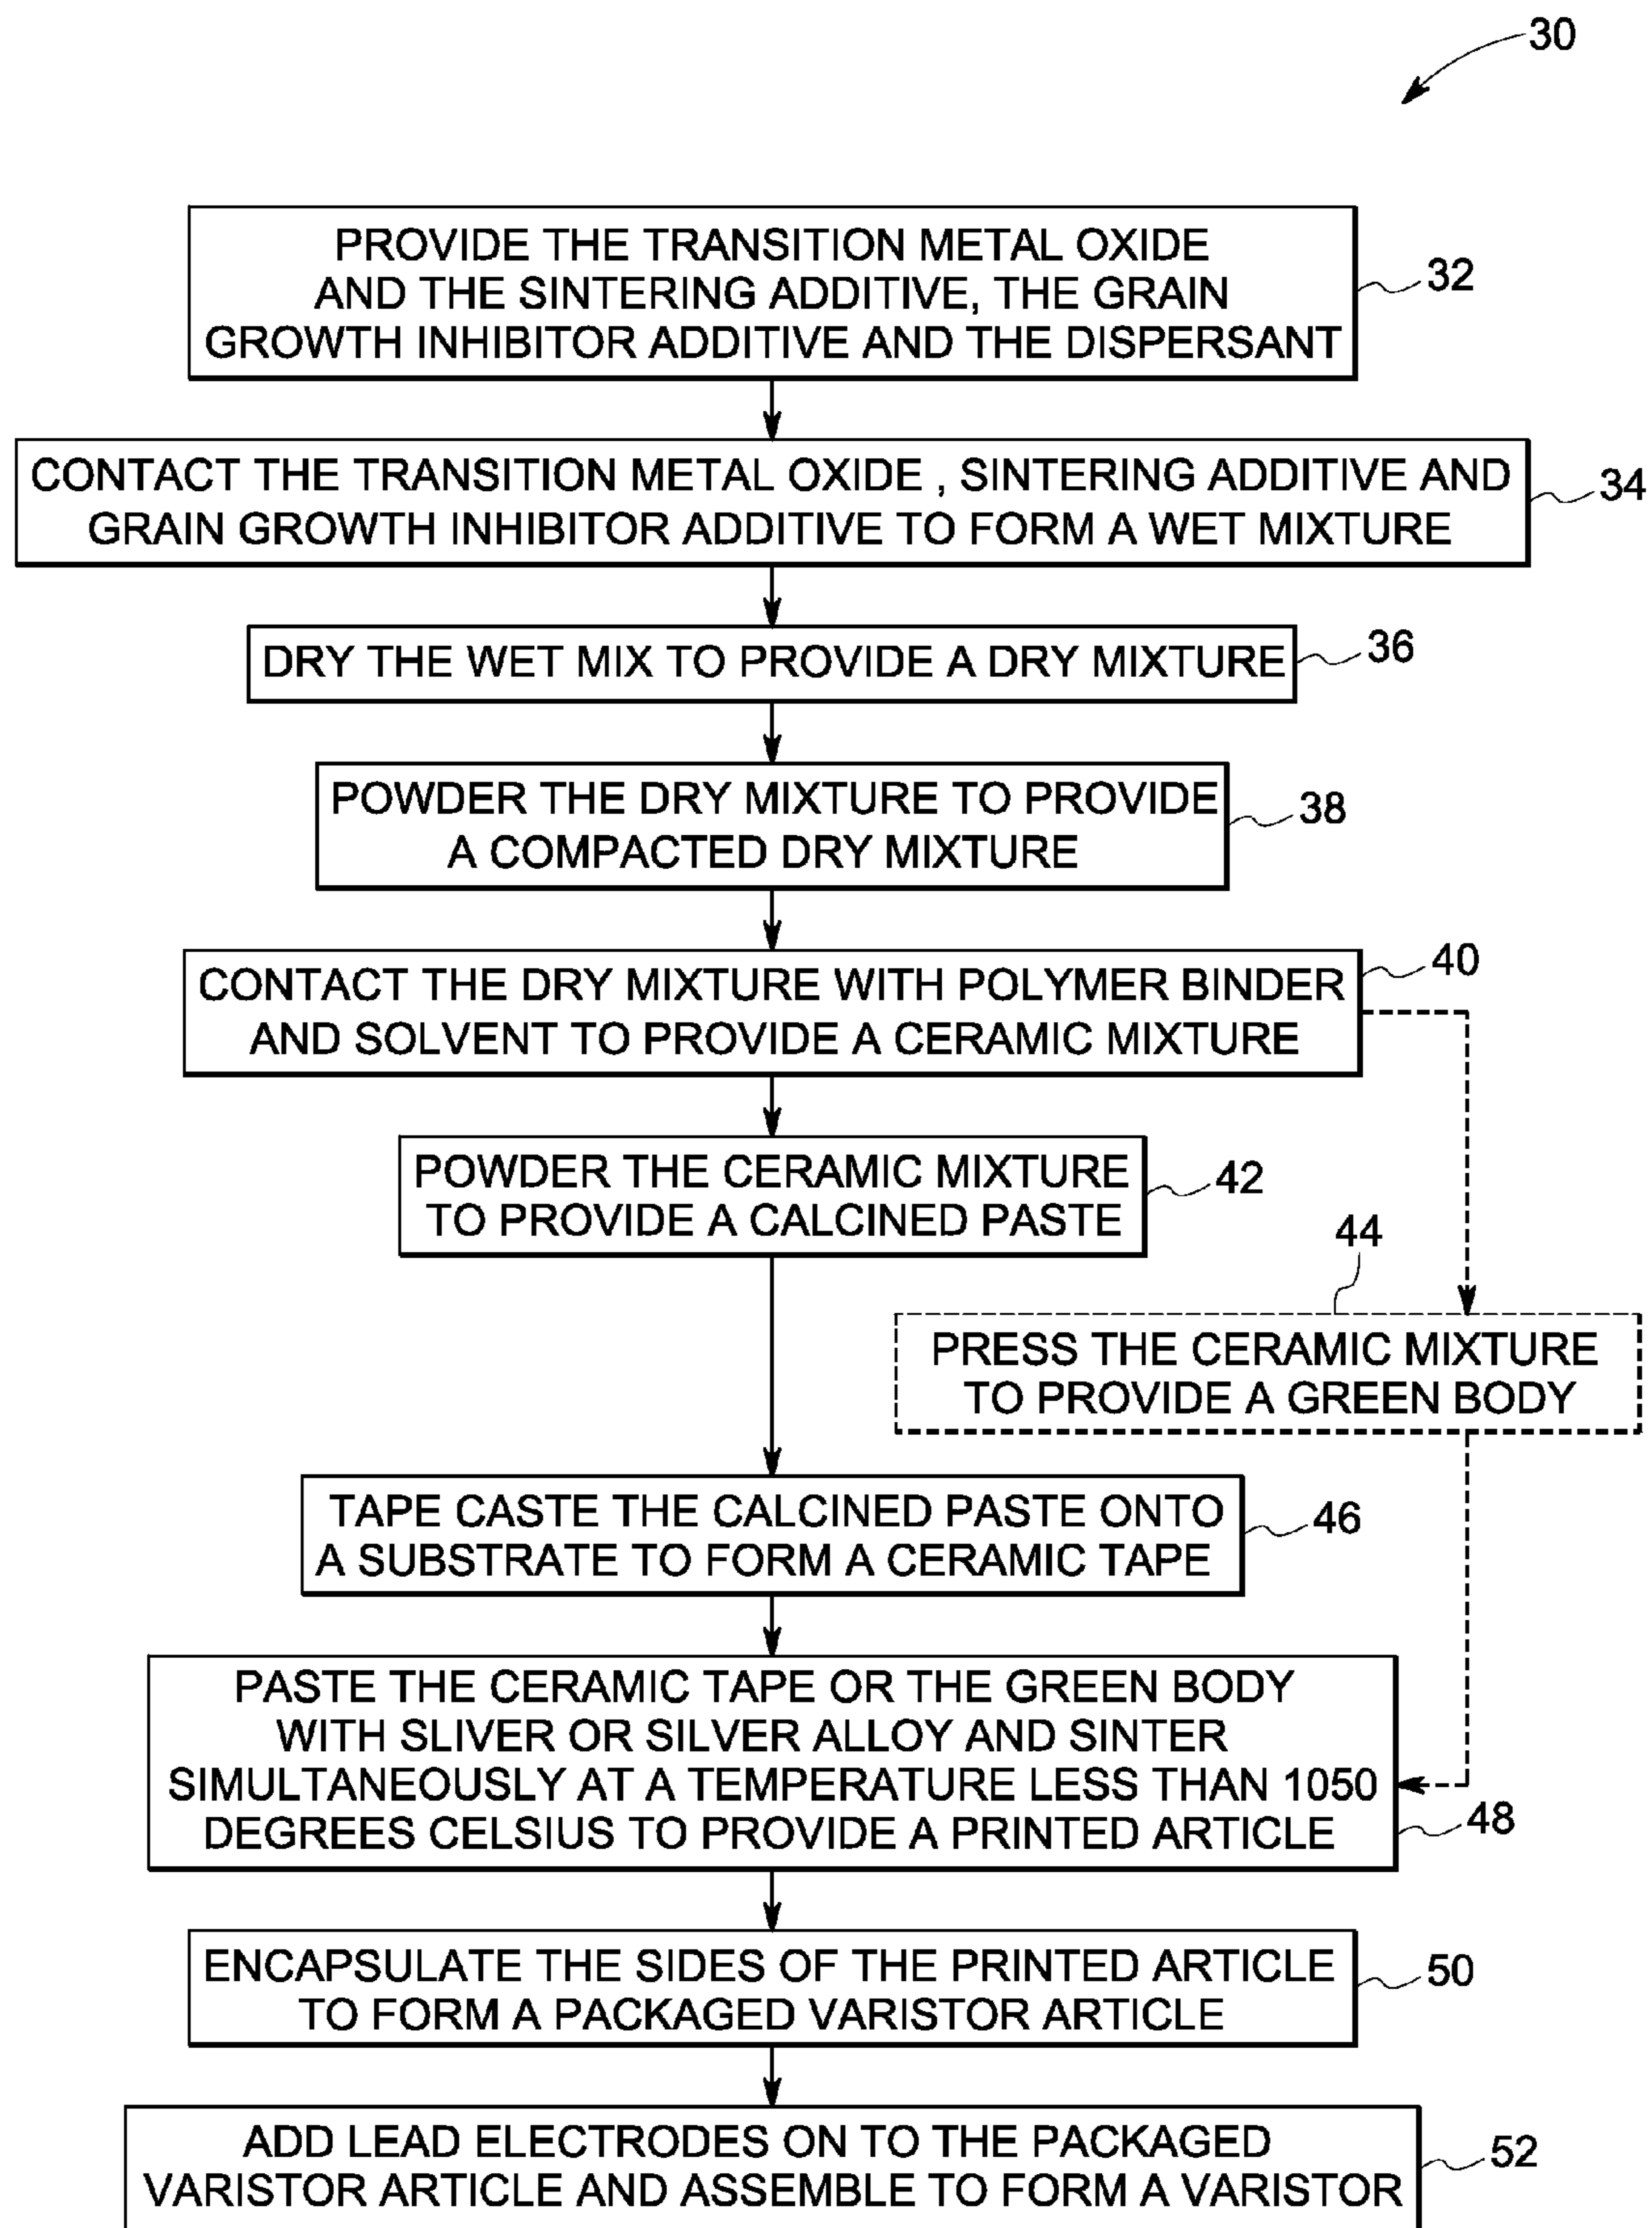 30
PROVIDE THE TRANSITION METAL OXIDE
AND THE SINTERING ADDITIVE, THE GRAIN
GROWTH INHIBITOR ADDITIVE AND THE DISPERSANT
32
CONTACT THE TRANSITION METAL OXIDE , SINTERING ADDITIVE AND
GRAIN GROWTH INHIBITOR ADDITIVE TO FORM A WET MIXTURE
34
DRY THE WET MIX TO PROVIDE A DRY MIXTURE
36
POWDER THE DRY MIXTURE TO PROVIDE
A COMPACTED DRY MIXTURE
38
CONTACT THE DRY MIXTURE WITH POLYMER BINDER
AND SOLVENT TO PROVIDE A CERAMIC MIXTURE
40
POWDER THE CERAMIC MIXTURE
TO PROVIDE A CALCINED PASTE
42
44
PRESS THE CERAMIC MIXTURE
TO PROVIDE A GREEN BODY
TAPE CASTE THE CALCINED PASTE ONTO
A SUBSTRATE TO FORM A CERAMIC TAPE
46
PASTE THE CERAMIC TAPE OR THE GREEN BODY
WITH SLIVER OR SILVER ALLOY AND SINTER
SIMULTANEOUSLY AT A TEMPERATURE LESS THAN 1050
DEGREES CELSIUS TO PROVIDE A PRINTED ARTICLE
48
ENCAPSULATE THE SIDES OF THE PRINTED ARTICLE
TO FORM A PACKAGED VARISTOR ARTICLE
50
ADD LEAD ELECTRODES ON TO THE PACKAGED
VARISTOR ARTICLE AND ASSEMBLE TO FORM A VARISTOR
52